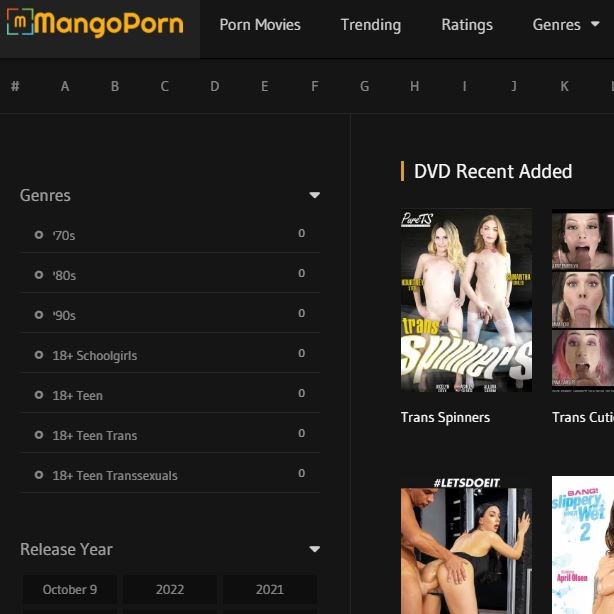 MangoPorn
Porn Movies
Trending
Ratings
Genres
# A B C D E F G H I J K
DVD Recent Added
Genres
'70s 0
'80s 0
'90s 0
18+ Schoolgirls 0
18+ Teen 0
18+ Teen Trans 0
18+ Teen Transsexuals 0
Release Year
October 9
2022
2021
PureTS
KOURTNEY
SAMANTHA
trans
spinners
Trans Spinners
Trans Cuti
#LETSDOEIT
BANG!
slippery
Wet
2
April Olsen